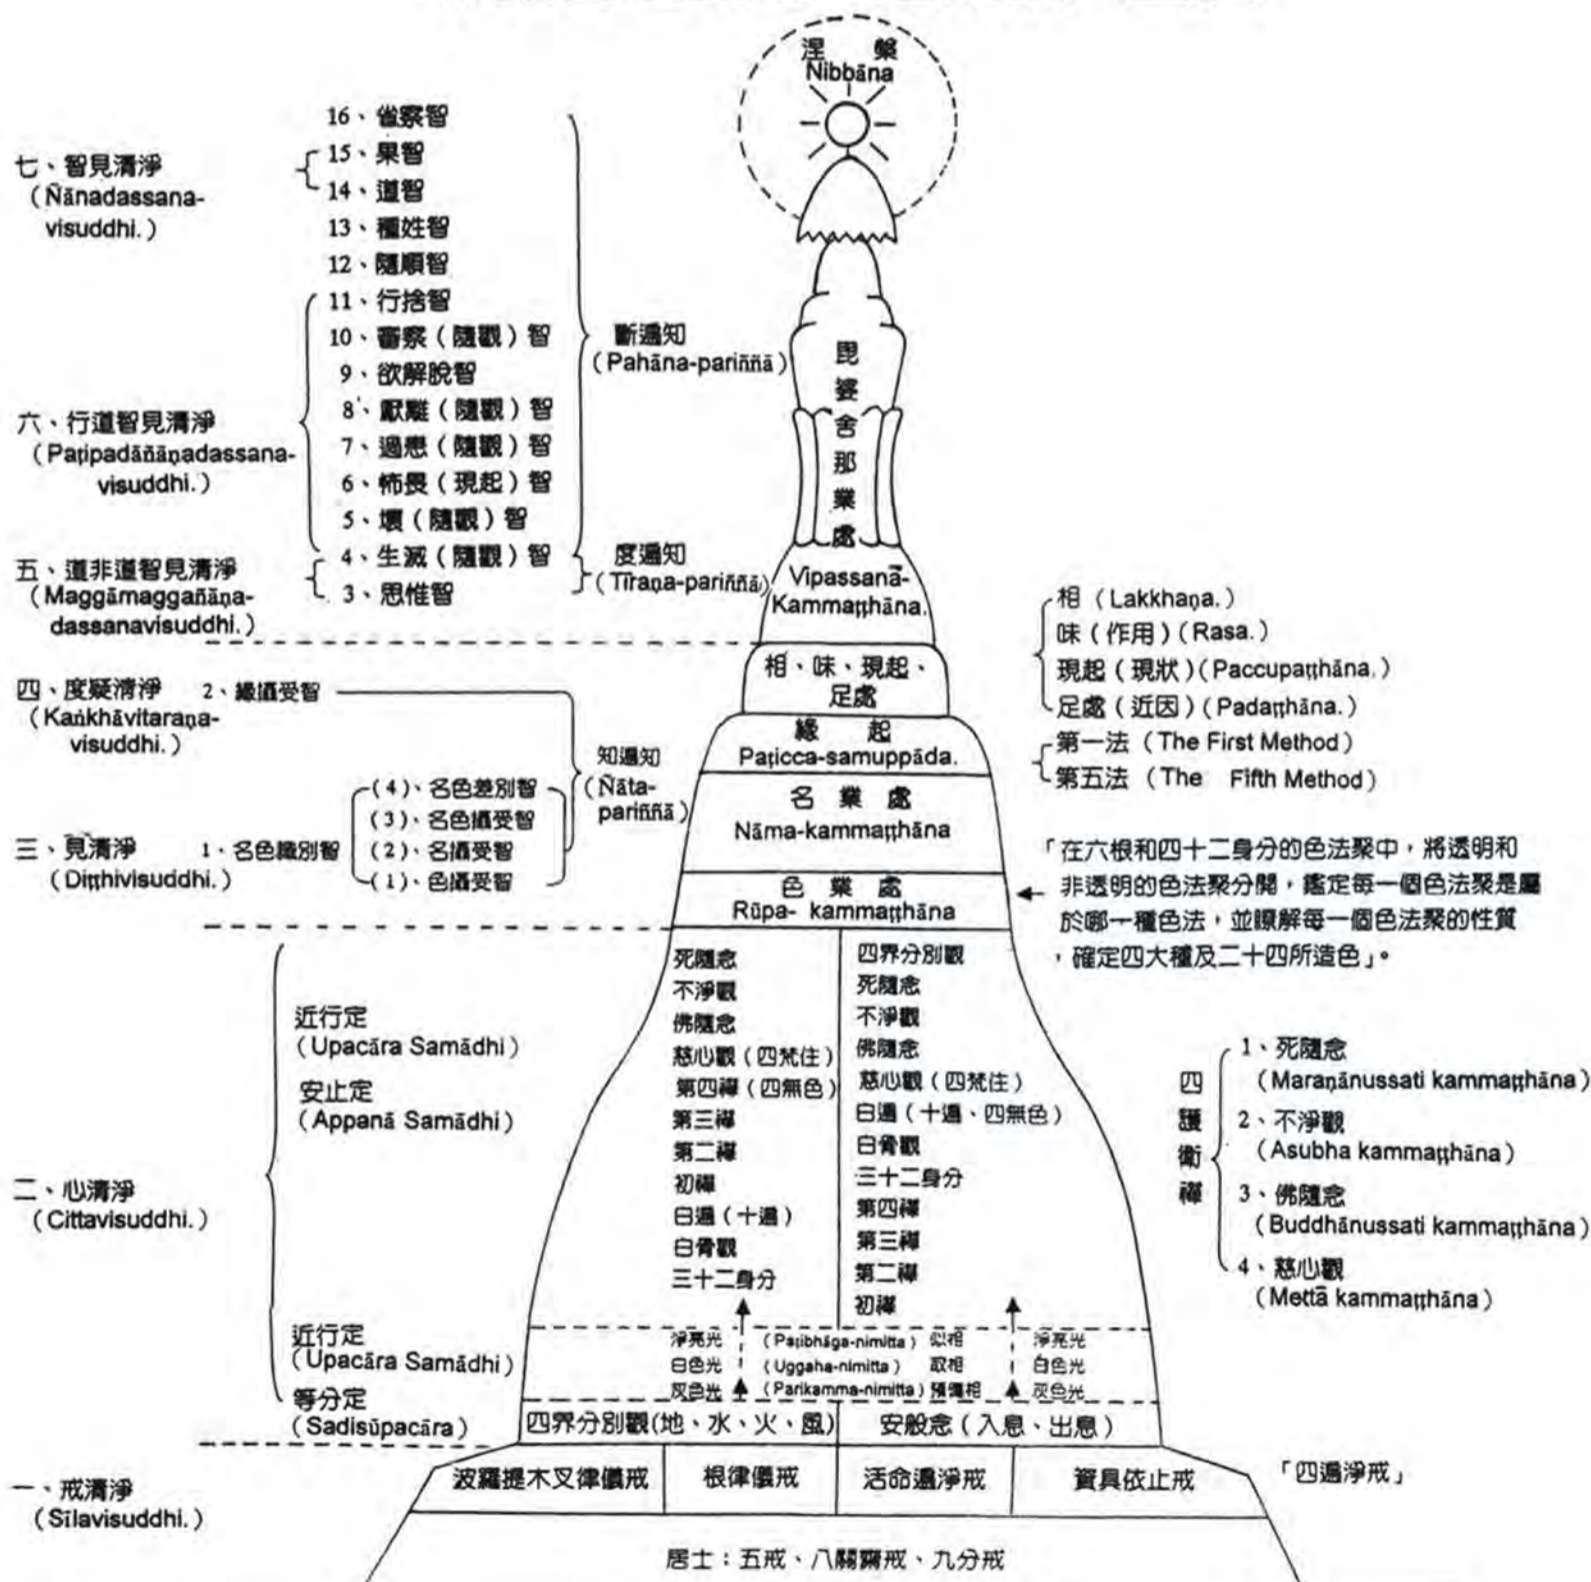 涅 槃
Nibbāna
16、省察智
七、智見清淨
(Ñānadassana-
visuddhi.)
15、果智
14、道智
13、種姓智
12、隨順智
11、行捨智
10、審察(隨觀)智
9、欲解脫智
8、厭離(隨觀)智
7、過患(隨觀)智
6、怖畏(現起)智
5、壞(隨觀)智
4、生滅(隨觀)智
3、思惟智
六、行道智見清淨
(Paṭipadāñāṇadassana-
visuddhi.)
五、道非道智見清淨
(Maggāmaggañāṇa-
dassanavisuddhi.)
斷遍知
(Pahāna-pariññā)
度遍知
(Tīraṇa-pariññā)
毘婆舍那業處
Vipassanā-
Kammaṭṭhāna.
相、味、現起、
足處
緣 起
Paṭicca-samuppāda.
名 業 處
Nāma-kammaṭṭhāna
色 業 處
Rūpa- kammaṭṭhāna
相(Lakkhaṇa.)
味(作用)(Rasa.)
現起(現狀)(Paccupaṭṭhāna.)
足處(近因)(Padaṭṭhāna.)
第一法(The First Method)
第五法(The Fifth Method)
四、度疑清淨 2、緣攝受智
(Kaṅkhāvitaraṇa-
visuddhi.)
知遍知
(Ñāta-
pariññā)
(4)、名色差別智
(3)、名色攝受智
(2)、名攝受智
(1)、色攝受智
三、見清淨 1、名色識別智
(Diṭṭhivisuddhi.)
「在六根和四十二身分的色法聚中,將透明和
非透明的色法聚分開,鑑定每一個色法聚是屬
於哪一種色法,並瞭解每一個色法聚的性質
,確定四大種及二十四所造色」。
死隨念
不淨觀
佛隨念
慈心觀(四梵住)
第四禪(四無色)
第三禪
第二禪
初禪
白遍(十遍)
白骨觀
三十二身分
四界分別觀
死隨念
不淨觀
佛隨念
慈心觀(四梵住)
白遍(十遍、四無色)
白骨觀
三十二身分
第四禪
第三禪
第二禪
初禪
近行定
(Upacāra Samādhi)
安止定
(Appanā Samādhi)
二、心清淨
(Cittavisuddhi.)
近行定
(Upacāra Samādhi)
等分定
(Sadisūpacāra)
四護衛禪
1、死隨念
(Maraṇānussati kammaṭṭhāna)
2、不淨觀
(Asubha kammaṭṭhāna)
3、佛隨念
(Buddhānussati kammaṭṭhāna)
4、慈心觀
(Mettā kammaṭṭhāna)
淨亮光 (Paṭibhāga-nimitta)似相 淨亮光
白色光 (Uggaha-nimitta) 取相 白色光
灰色光 (Parikamma-nimitta)預備相 灰色光
四界分別觀(地、水、火、風) 安般念(入息、出息)
波羅提木叉律儀戒 根律儀戒 活命遍淨戒 資具依止戒 「四遍淨戒」
一、戒清淨
(Sīlavisuddhi.)
居士:五戒、八關齋戒、九分戒